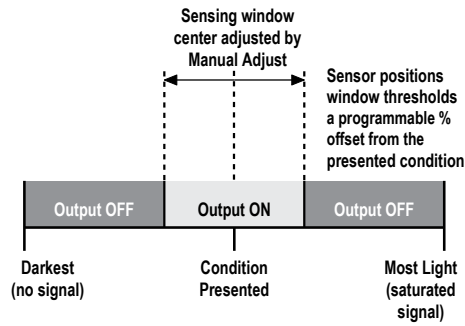 Sensing window
center adjusted by
Manual Adjust
Sensor positions
window thresholds
a programmable %
offset from the
presented condition
Output OFF
Output ON
Output OFF
Darkest
(no signal)
Condition
Presented
Most Light
(saturated
signal)